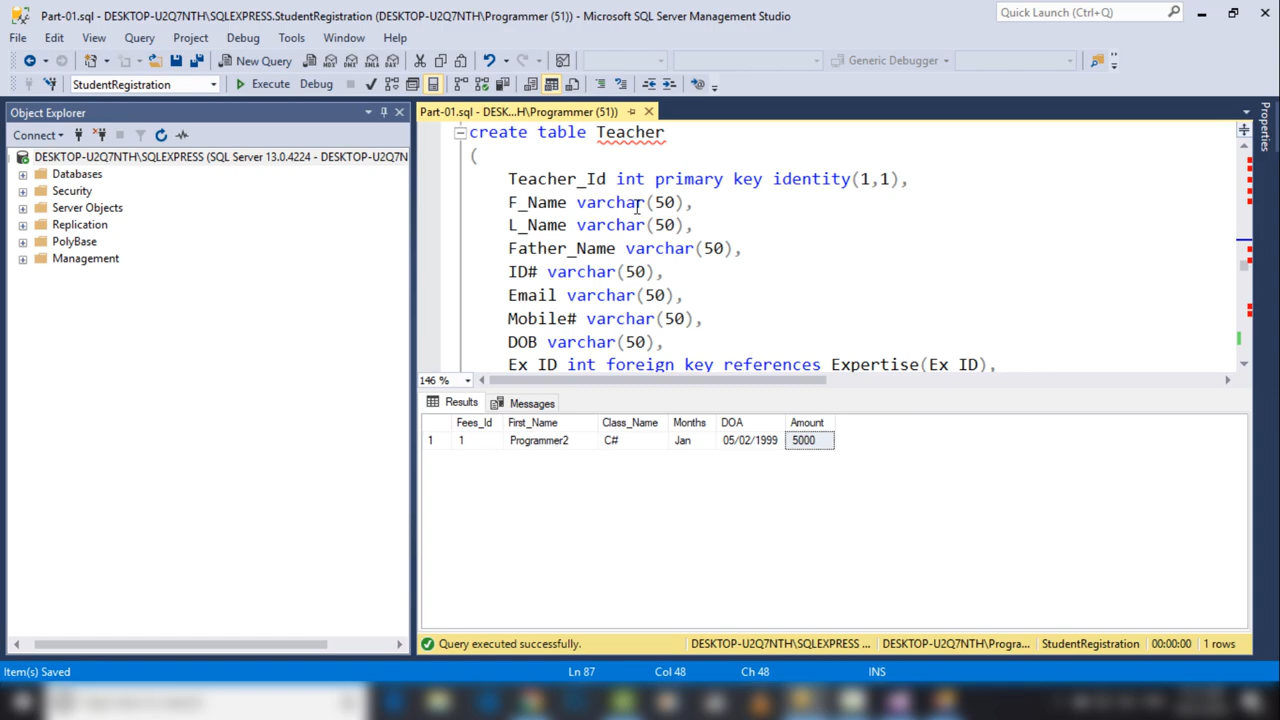 Part-01.sql - DESKTOP-U2Q7NTH\SQLEXPRESS.StudentRegistration (DESKTOP-U2Q7NTH\Programmer (51)) - Microsoft SQL Server Management Studio
Quick Launch (Ctrl+Q)
File Edit View Query Project Debug Tools Window Help
New Query
Generic Debugger
StudentRegistration Execute Debug
Object Explorer
Connect
DESKTOP-U2Q7NTH\SQLEXPRESS (SQL Server 13.0.4224 - DESKTOP-U2Q7N
Databases
Security
Server Objects
Replication
PolyBase
Management
Part-01.sql - DESK...H\Programmer (51))
Properties
create table Teacher
(
Teacher_Id int primary key identity(1,1),
F_Name varchar(50),
L_Name varchar(50),
Father_Name varchar(50),
ID# varchar(50),
Email varchar(50),
Mobile# varchar(50),
DOB varchar(50),
Ex ID int foreign key references Expertise(Ex ID),
146 %
Results Messages
Fees_Id First_Name Class_Name Months DOA Amount
1 1 Programmer2 C# Jan 05/02/1999 5000
Query executed successfully. DESKTOP-U2Q7NTH\SQLEXPRESS ... DESKTOP-U2Q7NTH\Progra... StudentRegistration 00:00:00 1 rows
Item(s) Saved Ln 87 Col 48 Ch 48 INS